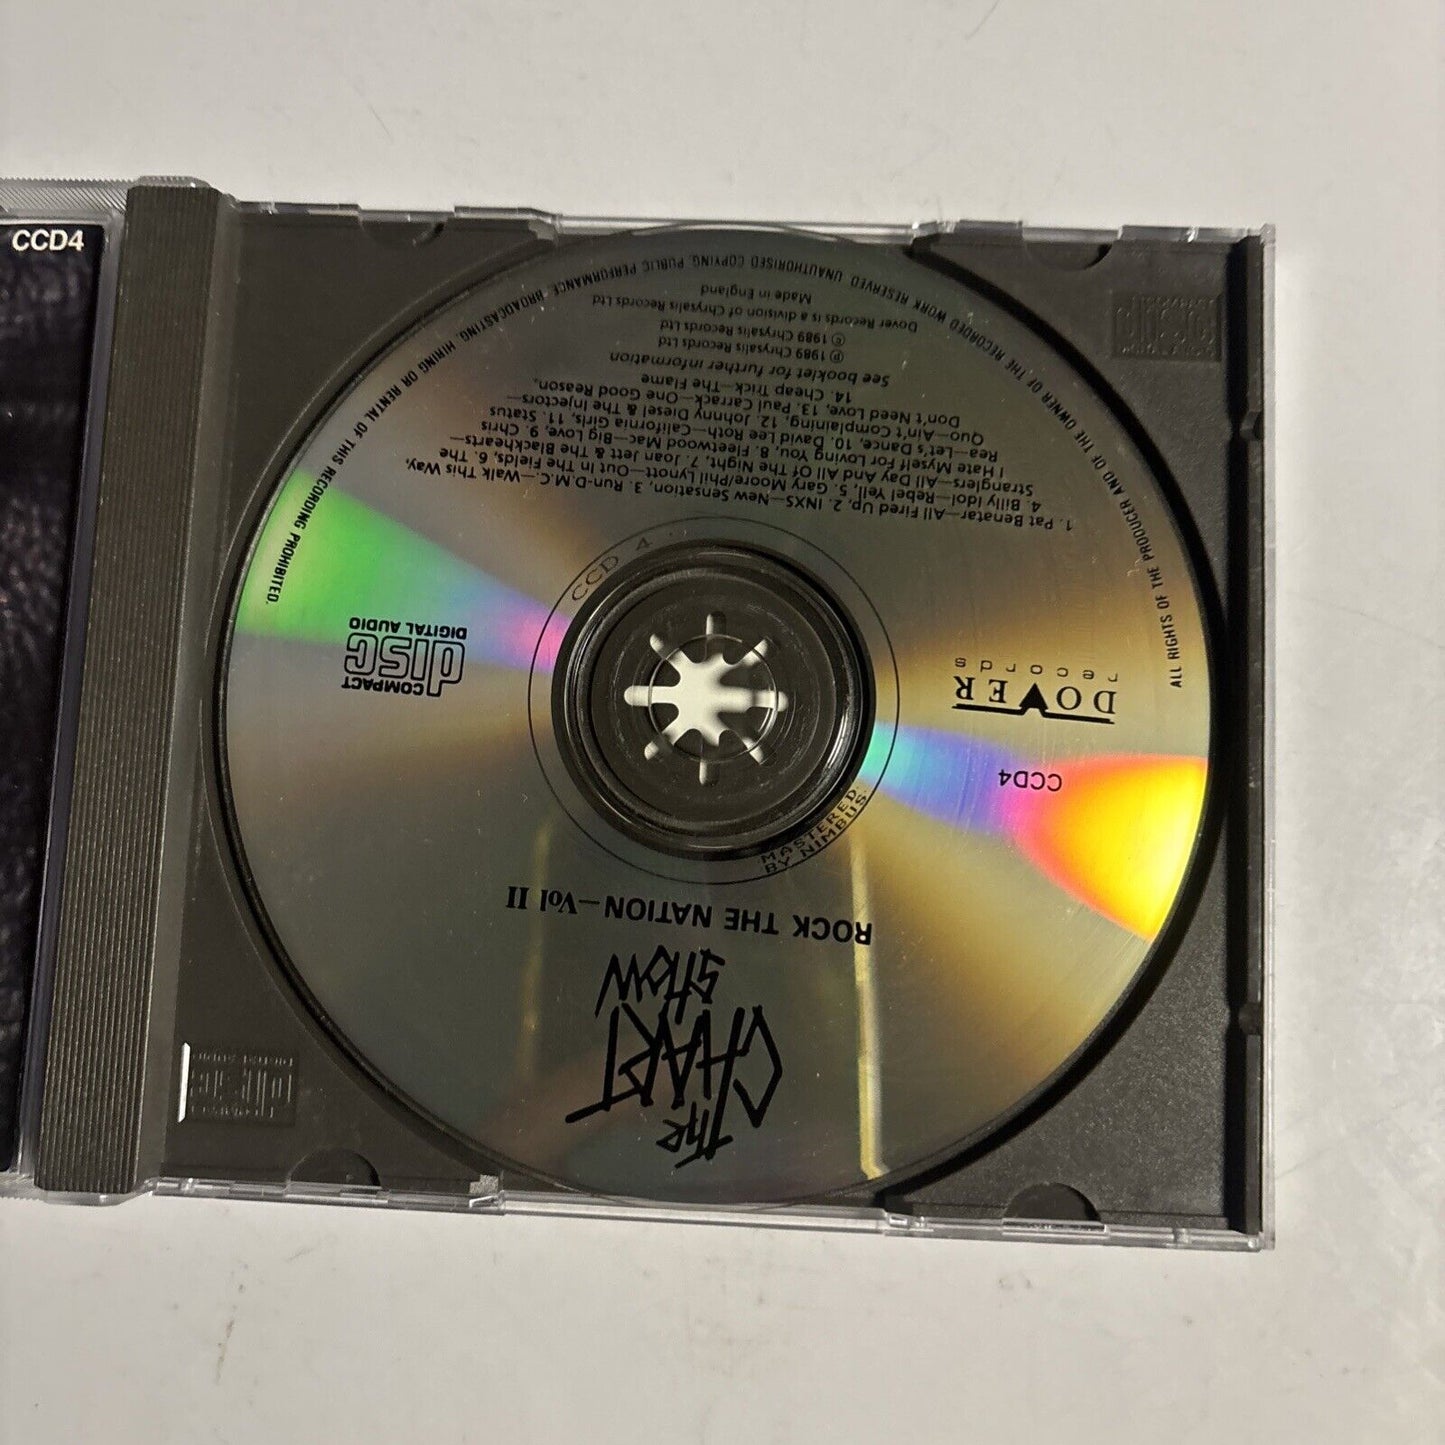 CCD4
The
CHART
SHOW
ROCK THE NATION—Vol II
MASTERED
BY NIMBUS
CCD4
DOVER
records
COMPACT
disc
DIGITAL AUDIO
CCD 4
1. Pat Benatar—All Fired Up, 2. INXS—New Sensation, 3. Run-D.M.C.—Walk This Way,
4. Billy Idol—Rebel Yell, 5. Gary Moore/Phil Lynott—Out In The Fields, 6. The
Stranglers—All Day And All Of The Night, 7. Joan Jett & The Blackhearts—
I Hate Myself For Loving You, 8. Fleetwood Mac—Big Love, 9. Chris
Rea—Let's Dance, 10. David Lee Roth—California Girls, 11. Status
Quo—Ain't Complaining, 12. Johnny Diesel & The Injectors—
Don't Need Love, 13. Paul Carrack—One Good Reason,
14. Cheap Trick—The Flame
See booklet for further information
℗ 1989 Chrysalis Records Ltd
© 1989 Chrysalis Records Ltd
Dover Records is a division of Chrysalis Records Ltd
Made in England
ALL RIGHTS OF THE PRODUCER AND OF THE OWNER OF THE RECORDED WORK RESERVED. UNAUTHORISED COPYING, PUBLIC PERFORMANCE, BROADCASTING, HIRING OR RENTAL OF THIS RECORDING PROHIBITED.